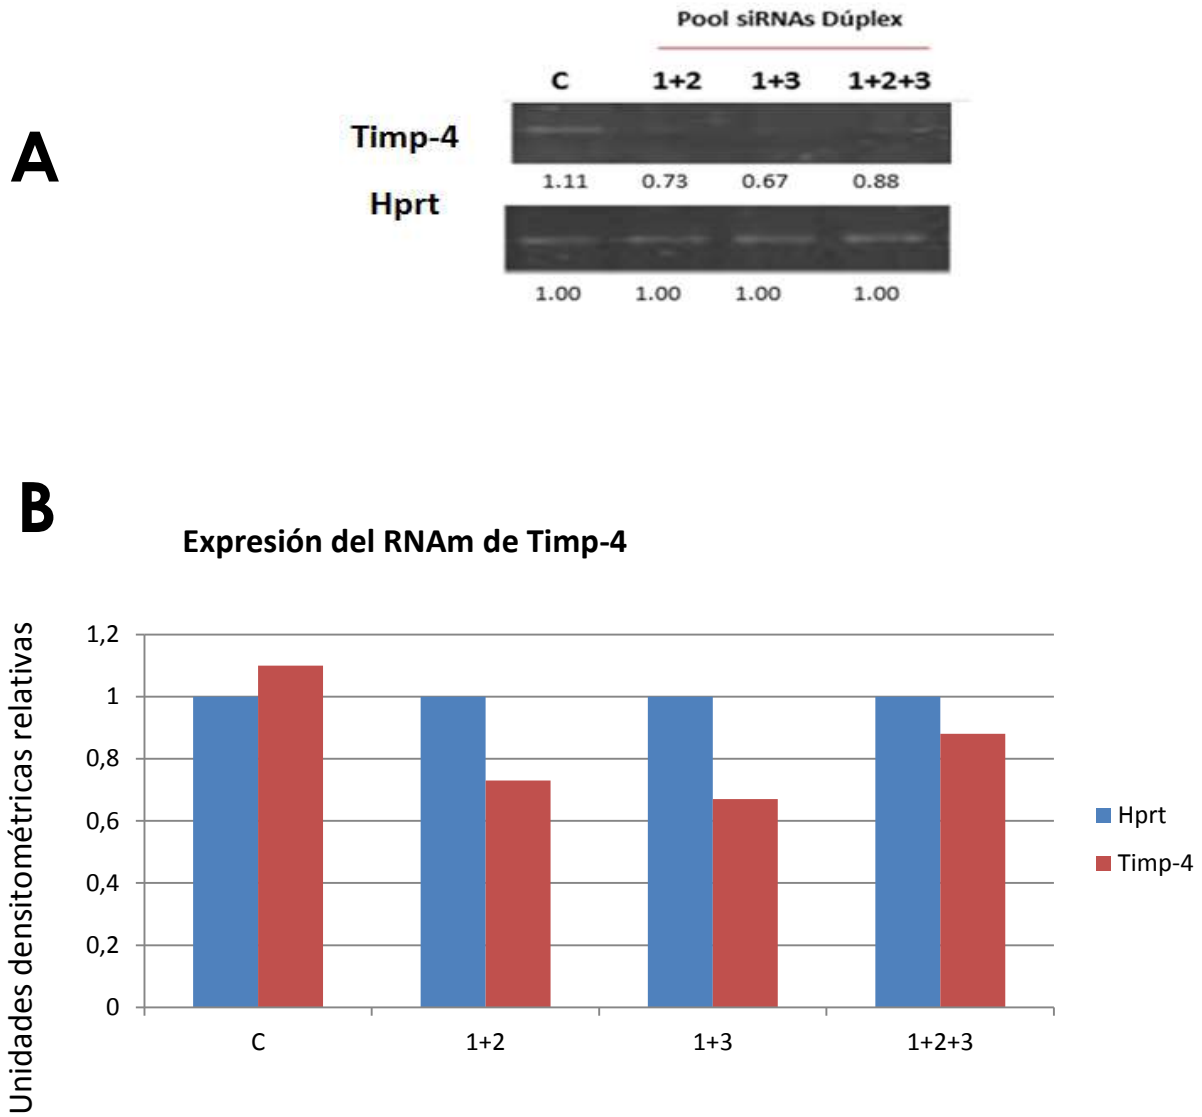 Pool siRNAs Dúplex
C 1+2 1+3 1+2+3
A
Timp-4
1.11 0.73 0.67 0.88
Hprt
1.00 1.00 1.00 1.00
B
Expresión del RNAm de Timp-4
Unidades densitométricas relativas
1,2
1
0,8
0,6
0,4
0,2
0
C 1+2 1+3 1+2+3
Hprt
Timp-4